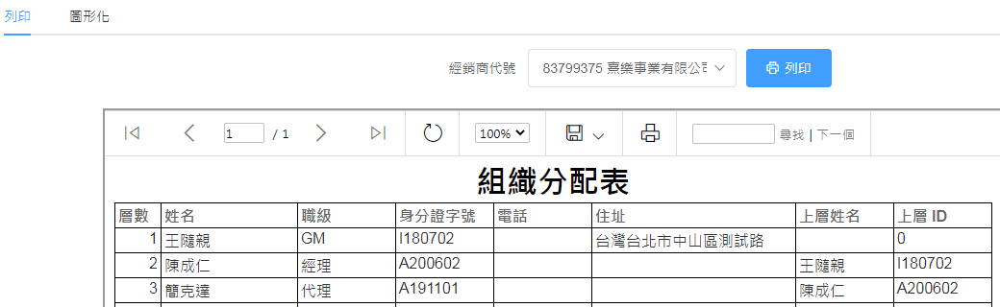 列印 圖形化
經銷商代號 83799375 熹樂事業有限公司 列印
1 / 1 100% 尋找 | 下一個
組織分配表
層數 姓名 職級 身分證字號 電話 住址 上層姓名 上層 ID
1 王隨親 GM I180702 台灣台北市中山區測試路 0
2 陳成仁 經理 A200602 王隨親 I180702
3 簡克達 代理 A191101 陳成仁 A200602